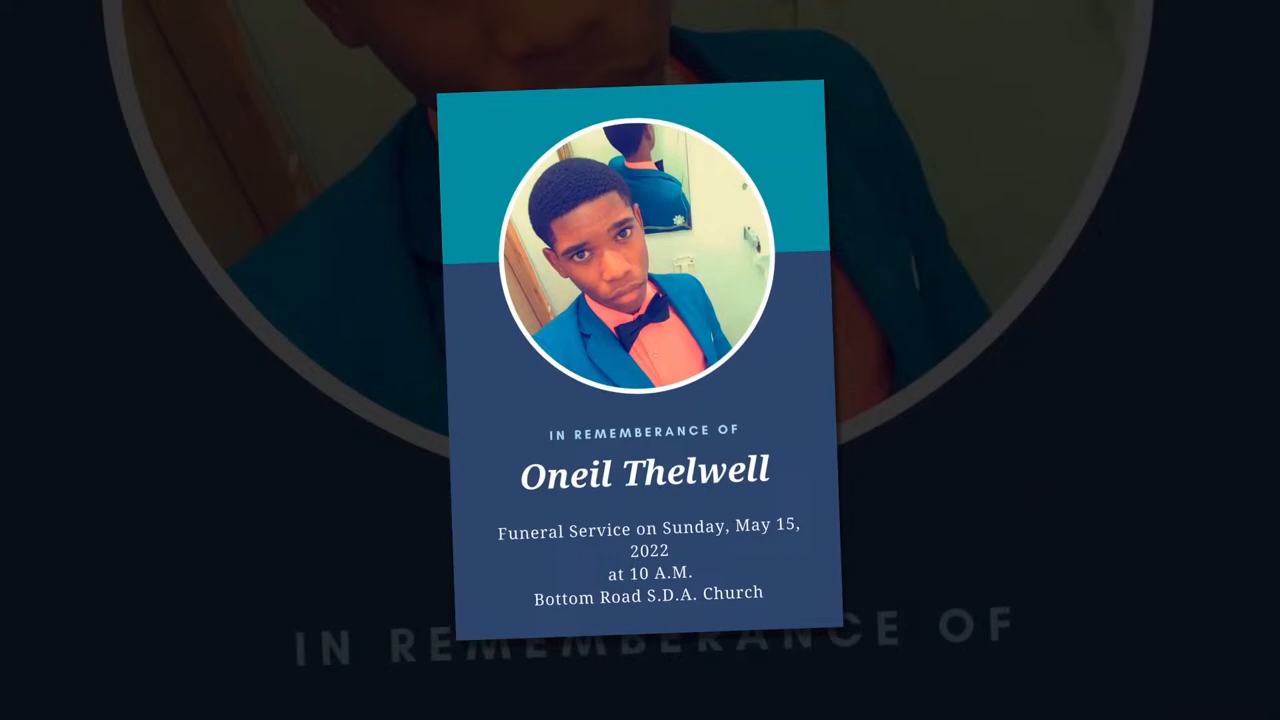 IN REMEMBERANCE OF
Oneil Thelwell
Funeral Service on Sunday, May 15,
2022
at 10 A.M.
Bottom Road S.D.A. Church
IN REMEMBERANCE OF